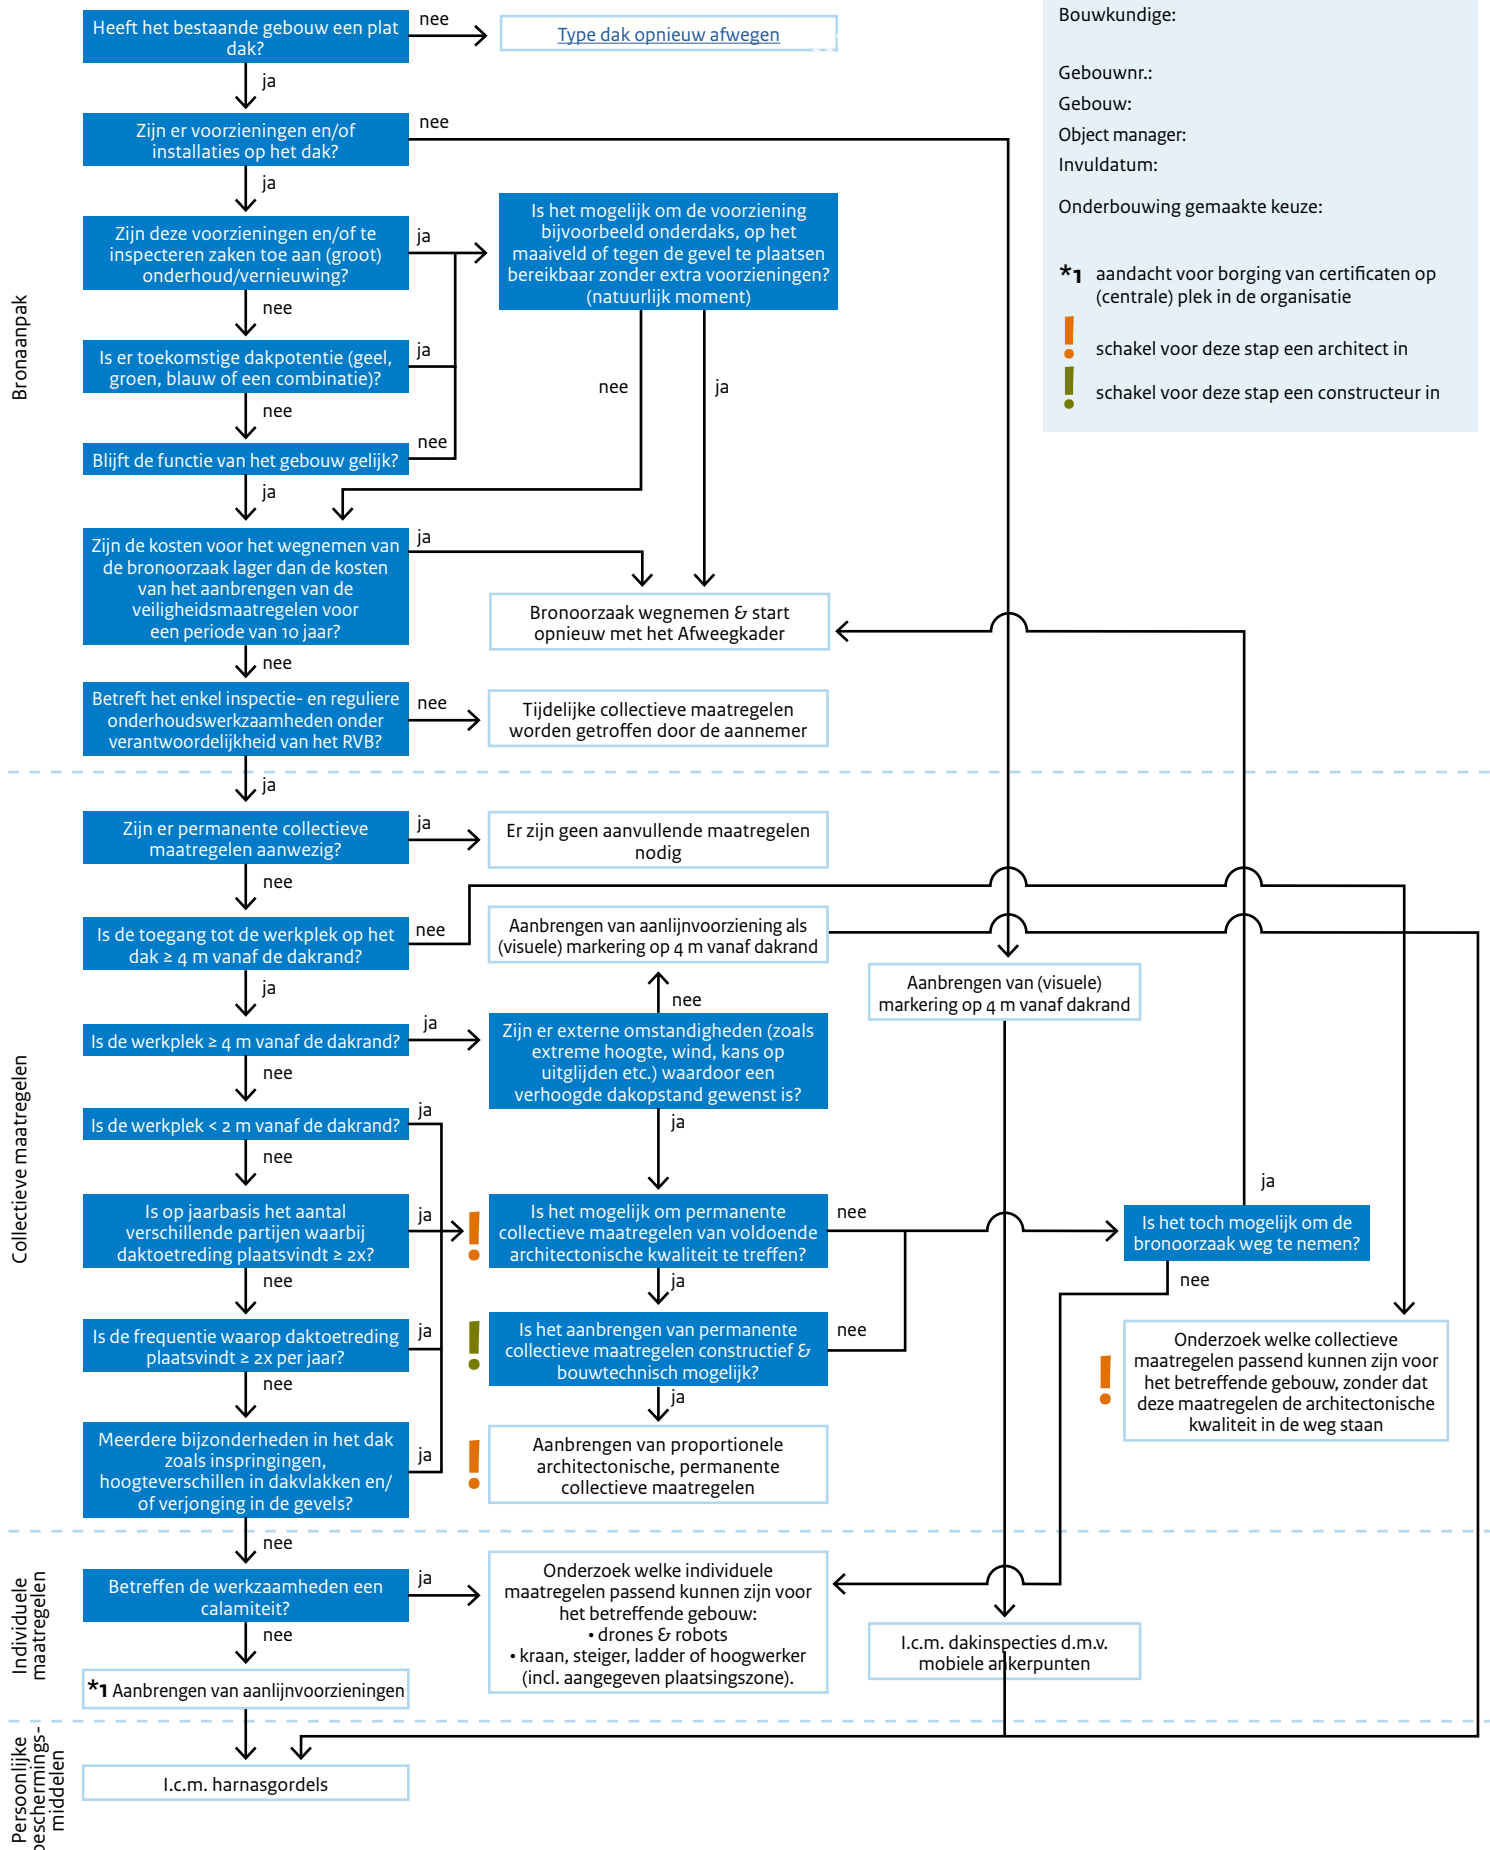 Heeft het bestaande gebouw een plat
dak?
nee
Type dak opnieuw afwegen
ja
Zijn er voorzieningen en/of
installaties op het dak?
nee
ja
Zijn deze voorzieningen en/of te
inspecteren zaken toe aan (groot)
onderhoud/vernieuwing?
ja
nee
Is het mogelijk om de voorziening
bijvoorbeeld onderdaks, op het
maaiveld of tegen de gevel te plaatsen
bereikbaar zonder extra voorzieningen?
(natuurlijk moment)
nee
ja
Is er toekomstige dakpotentie (geel,
groen, blauw of een combinatie)?
ja
nee
Blijft de functie van het gebouw gelijk?
nee
ja
Zijn de kosten voor het wegnemen van
de bronoorzaak lager dan de kosten
van het aanbrengen van de
veiligheidsmaatregelen voor
een periode van 10 jaar?
ja
nee
Bronoorzaak wegnemen & start
opnieuw met het Afweegkader
Betreft het enkel inspectie- en reguliere
onderhoudswerkzaamheden onder
verantwoordelijkheid van het RVB?
nee
Tijdelijke collectieve maatregelen
worden getroffen door de aannemer
ja
Bronaanpak
Bouwkundige:
Gebouwnr.:
Gebouw:
Object manager:
Invuldatum:
Onderbouwing gemaakte keuze:
*1 aandacht voor borging van certificaten op
(centrale) plek in de organisatie
! schakel voor deze stap een architect in
! schakel voor deze stap een constructeur in
Zijn er permanente collectieve
maatregelen aanwezig?
ja
Er zijn geen aanvullende maatregelen
nodig
nee
Is de toegang tot de werkplek op het
dak ≥ 4 m vanaf de dakrand?
nee
ja
Aanbrengen van aanlijnvoorziening als
(visuele) markering op 4 m vanaf dakrand
nee
Aanbrengen van (visuele)
markering op 4 m vanaf dakrand
Is de werkplek ≥ 4 m vanaf de dakrand?
ja
nee
Zijn er externe omstandigheden (zoals
extreme hoogte, wind, kans op
uitglijden etc.) waardoor een
verhoogde dakopstand gewenst is?
ja
Is de werkplek < 2 m vanaf de dakrand?
ja
nee
Is op jaarbasis het aantal
verschillende partijen waarbij
daktoetreding plaatsvindt ≥ 2x?
ja
nee
!
Is het mogelijk om permanente
collectieve maatregelen van voldoende
architectonische kwaliteit te treffen?
nee
ja
ja
Is het toch mogelijk om de
bronoorzaak weg te nemen?
nee
Is de frequentie waarop daktoetreding
plaatsvindt ≥ 2x per jaar?
ja
nee
!
Is het aanbrengen van permanente
collectieve maatregelen constructief &
bouwtechnisch mogelijk?
nee
ja
!
Onderzoek welke collectieve
maatregelen passend kunnen zijn voor
het betreffende gebouw, zonder dat
deze maatregelen de architectonische
kwaliteit in de weg staan
Meerdere bijzonderheden in het dak
zoals inspringingen,
hoogteverschillen in dakvlakken en/
of verjonging in de gevels?
ja
nee
!
Aanbrengen van proportionele
architectonische, permanente
collectieve maatregelen
Collectieve maatregelen
Betreffen de werkzaamheden een
calamiteit?
ja
nee
Onderzoek welke individuele
maatregelen passend kunnen zijn voor
het betreffende gebouw:
• drones & robots
• kraan, steiger, ladder of hoogwerker
(incl. aangegeven plaatsingszone).
I.c.m. dakinspecties d.m.v.
mobiele ankerpunten
*1 Aanbrengen van aanlijnvoorzieningen
Individuele
maatregelen
I.c.m. harnasgordels
Persoonlijke
beschermings-
middelen